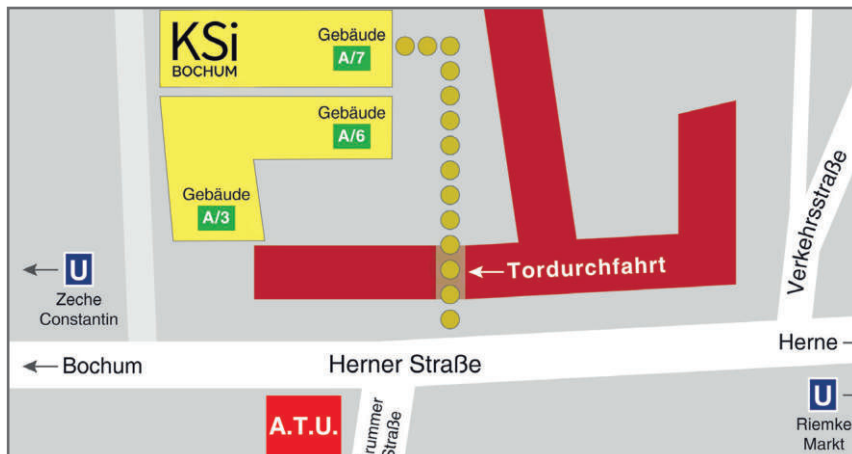 KSi
BOCHUM
Gebäude
A/7
Gebäude
A/6
Gebäude
A/3
Tordurchfahrt
Verkehrsstraße
U
Zeche
Constantin
Bochum
Herner Straße
Herne
A.T.U.
rummer
Straße
U
Riemke
Markt